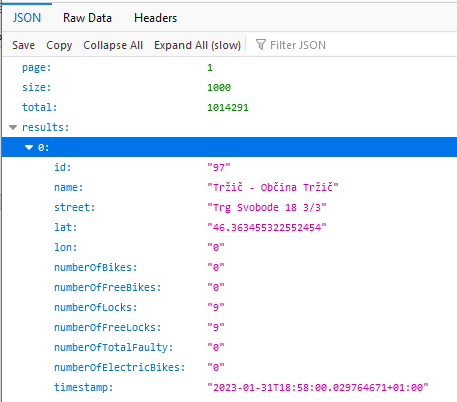 JSON Raw Data Headers
Save Copy Collapse All Expand All (slow) Filter JSON
page: 1
size: 1000
total: 1014291
results:
0:
id: "97"
name: "Tržič - Občina Tržič"
street: "Trg Svobode 18 3/3"
lat: "46.363455322552454"
lon: "0"
numberOfBikes: "0"
numberOfFreeBikes: "0"
numberOfLocks: "9"
numberOfFreeLocks: "9"
numberOfTotalFaulty: "0"
numberOfElectricBikes: "0"
timestamp: "2023-01-31T18:58:00.029764671+01:00"